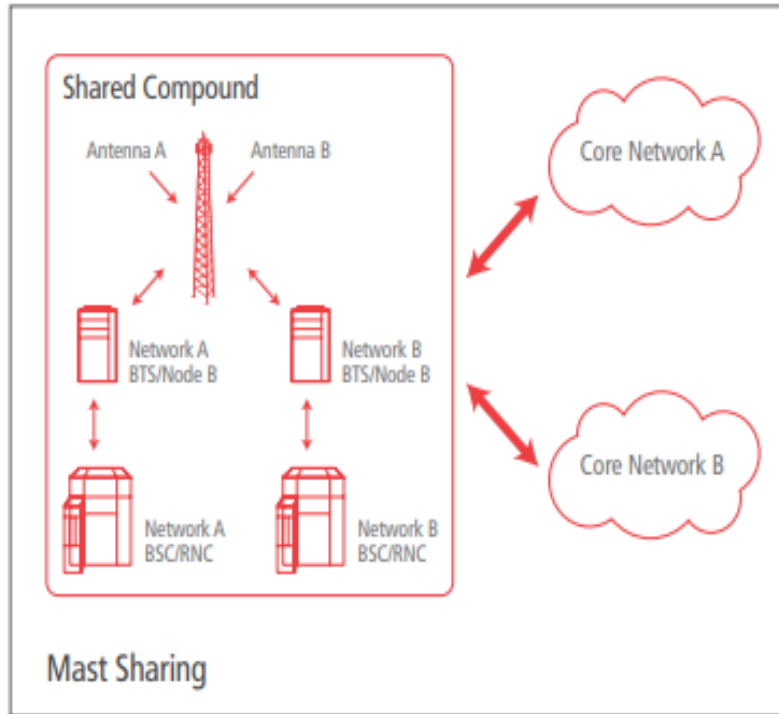 Shared Compound
Antenna A
Antenna B
Core Network A
Network A
BTS/Node B
Network B
BTS/Node B
Core Network B
Network A
BSC/RNC
Network B
BSC/RNC
Mast Sharing